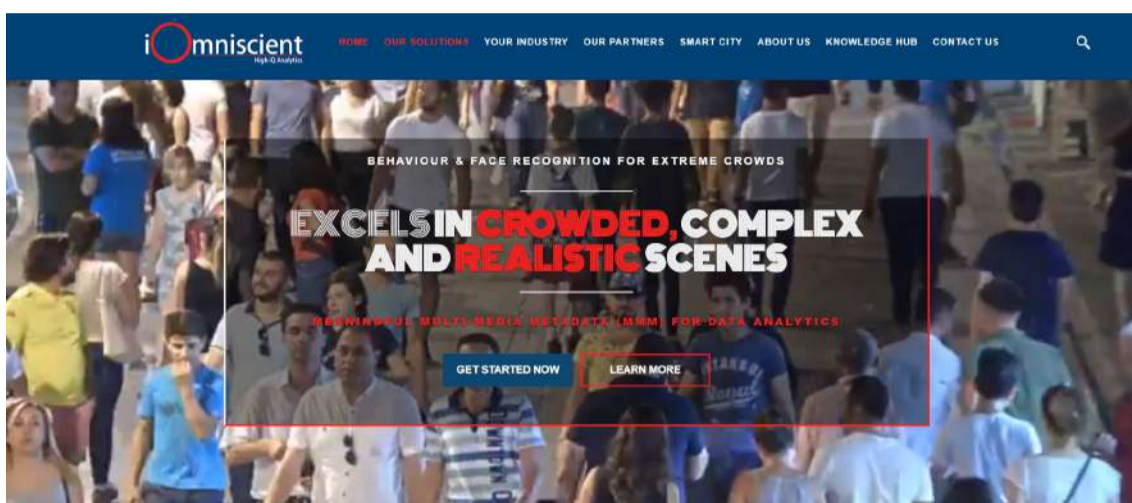 iOmniscient
High-IQ Analytics
HOME OUR SOLUTIONS YOUR INDUSTRY OUR PARTNERS SMART CITY ABOUT US KNOWLEDGE HUB CONTACT US
BEHAVIOUR & FACE RECOGNITION FOR EXTREME CROWDS
EXCELS IN CROWDED, COMPLEX
AND REALISTIC SCENES
MEANINGFUL MULTI-MEDIA METADATA (MMM) FOR DATA ANALYTICS
GET STARTED NOW LEARN MORE